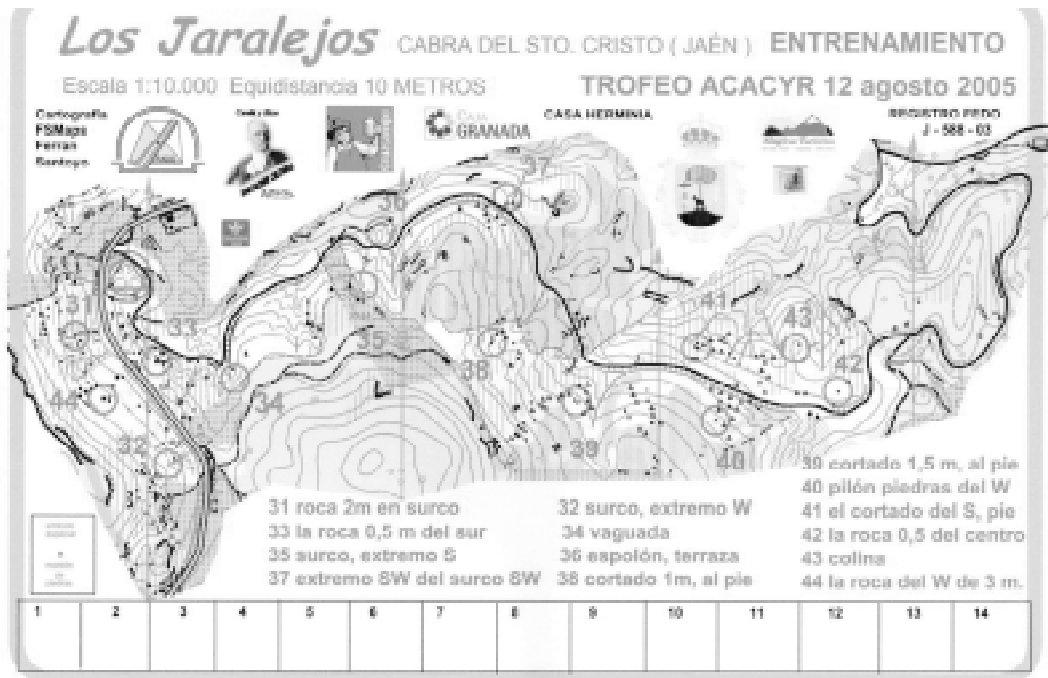 Los Jaralejos CABRA DEL STO. CRISTO ( JAÉN ) ENTRENAMIENTO
Escala 1:10.000 Equidistancia 10 METROS TROFEO ACACYR 12 agosto 2005
Cartografía
FSMaps
Ferran
Santoyo
CAJA
GRANADA
CASA HERMINIA
REGISTRO FEDO
J - 588 - 03
37
36
31
33
35
41
43
42
38
44
34
32
39
40
31 roca 2m en surco
32 surco, extremo W
33 la roca 0,5 m del sur
34 vaguada
35 surco, extremo S
36 espolón, terraza
37 extremo SW del surco SW
38 cortado 1m, al pie
39 cortado 1,5 m, al pie
40 pilón piedras del W
41 el cortado del S, pie
42 la roca 0,5 del centro
43 colina
44 la roca del W de 3 m.
1 2 3 4 5 6 7 8 9 10 11 12 13 14